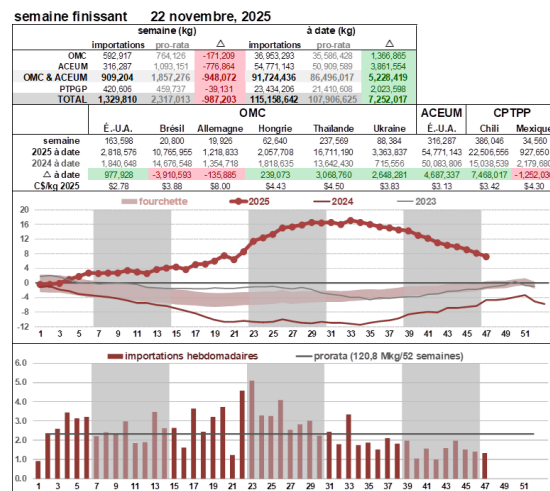 semaine finissant 22 novembre, 2025
semaine (kg) à date (kg)
importations pro-rata △ importations pro-rata △
OMC 592,917 764,126 -171,209 36,953,293 35,586,428 1,366,865
ACEUM 316,287 1,093,151 -776,864 54,771,143 50,909,589 3,861,554
OMC & ACEUM 909,204 1,857,276 -948,072 91,724,436 86,496,017 5,228,419
PTPGP 420,606 459,737 -39,131 23,434,206 21,410,608 2,023,598
TOTAL 1,329,810 2,317,013 -987,203 115,158,642 107,906,625 7,252,017
OMC ACEUM CPTPP
É.-U.A. Brésil Allemagne Hongrie Thaïlande Ukraine É.-U.A. Chili Mexique
semaine 163,598 20,800 19,926 62,640 237,569 88,384 316,287 386,046 34,560
2025 à date 2,818,576 10,765,955 1,218,833 2,057,708 16,711,190 3,363,837 54,771,143 22,506,556 927,650
2024 à date 1,840,648 14,676,548 1,354,718 1,818,635 13,642,430 715,556 50,083,806 15,038,539 2,179,680
△ à date 977,928 -3,910,593 -135,885 239,073 3,068,760 2,648,281 4,687,337 7,468,017 -1,252,030
C$/kg 2025 $2.78 $3.88 $8.00 $4.43 $4.50 $3.83 $3.13 $3.42 $4.30
fourchette 2025 2024 2023
20
16
12
8
4
0
-4
-8
-12
1 3 5 7 9 11 13 15 17 19 21 23 25 27 29 31 33 35 37 39 41 43 45 47 49 51
importations hebdomadaires prorata (120,8 Mkg/52 semaines)
6.0
5.0
4.0
3.0
2.0
1.0
0.0
1 3 5 7 9 11 13 15 17 19 21 23 25 27 29 31 33 35 37 39 41 43 45 47 49 51